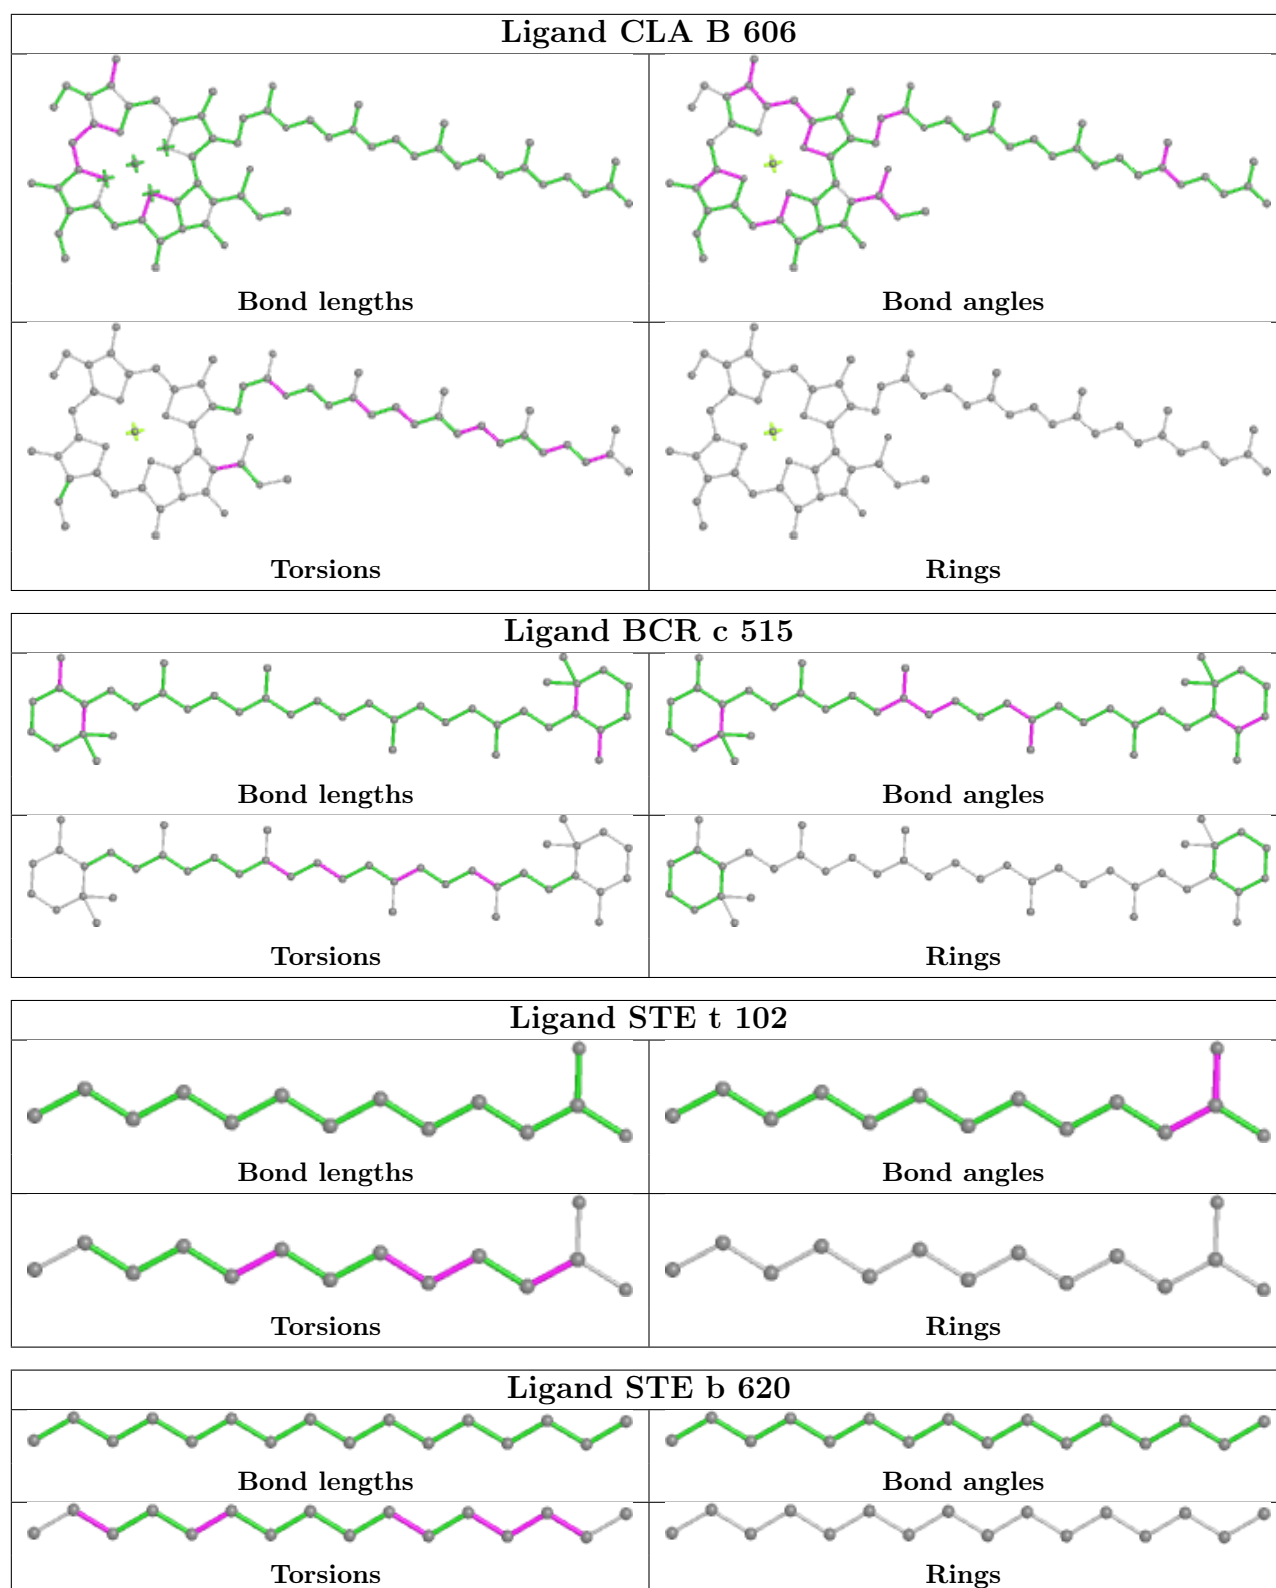 Ligand CLA B 606
Bond lengths
Bond angles
Torsions
Rings
Ligand BCR c 515
Bond lengths
Bond angles
Torsions
Rings
Ligand STE t 102
Bond lengths
Bond angles
Torsions
Rings
Ligand STE b 620
Bond lengths
Bond angles
Torsions
Rings